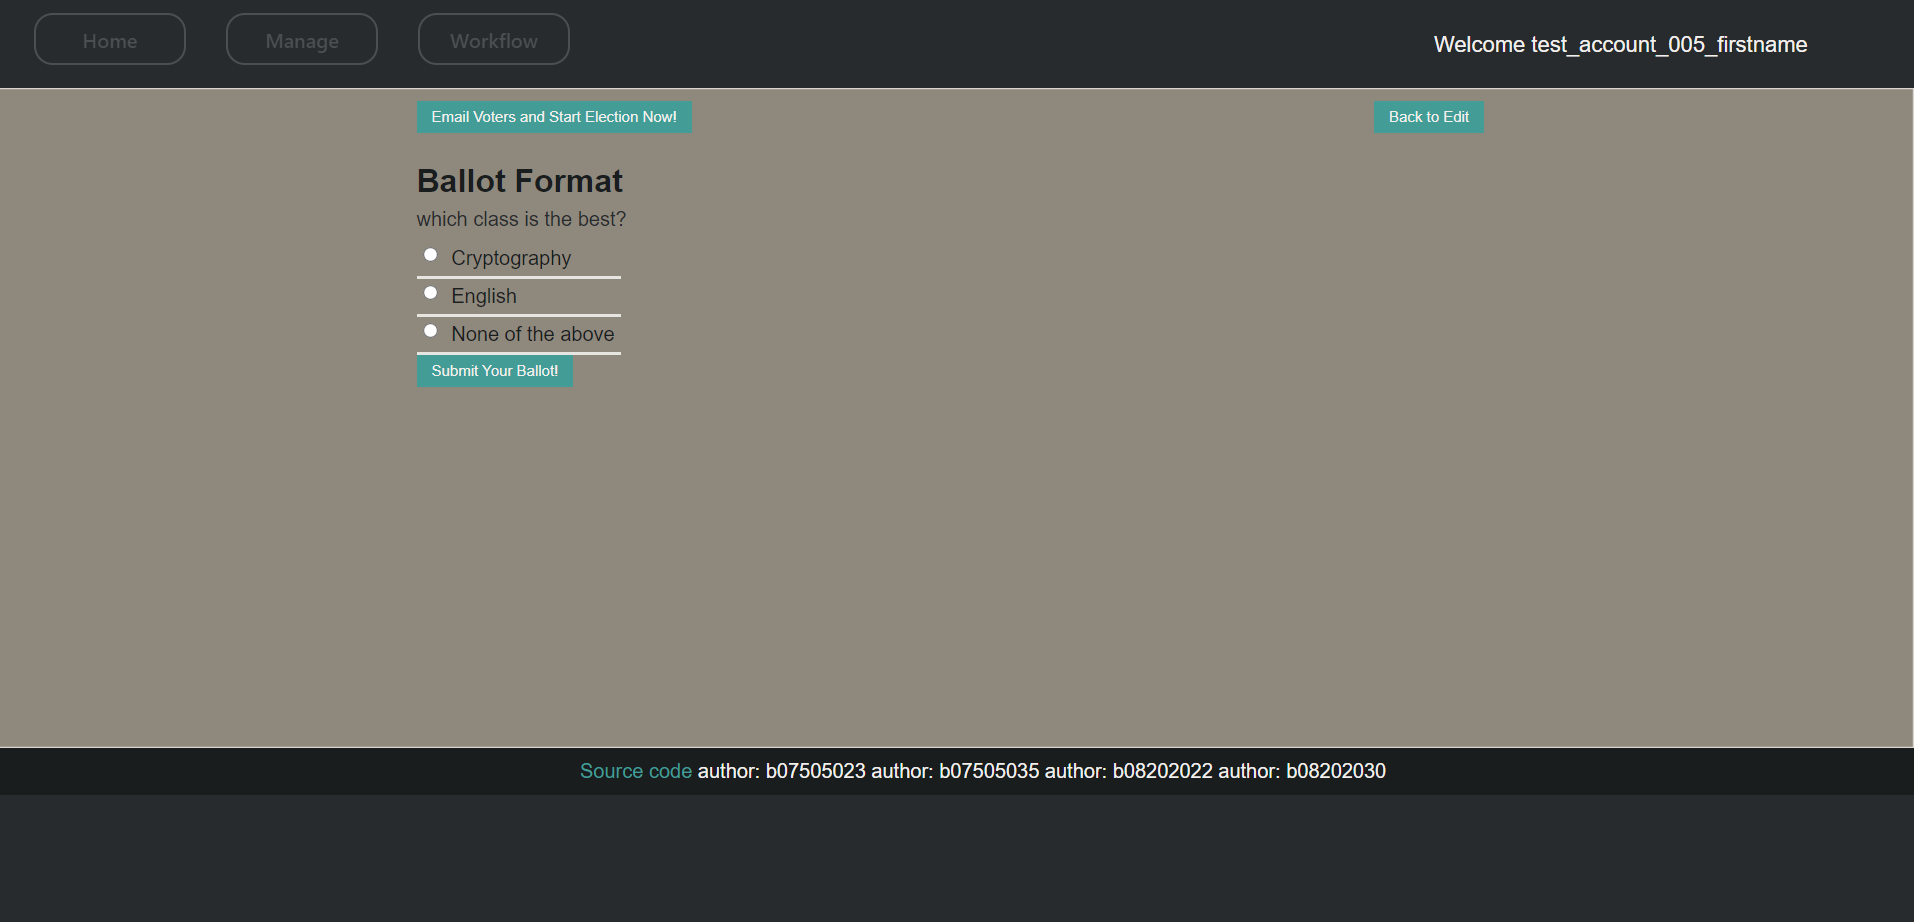 Home Manage Workflow Welcome test_account_005_firstname
Email Voters and Start Election Now! Back to Edit
Ballot Format
which class is the best?
Cryptography
English
None of the above
Submit Your Ballot!
Source code author: b07505023 author: b07505035 author: b08202022 author: b08202030